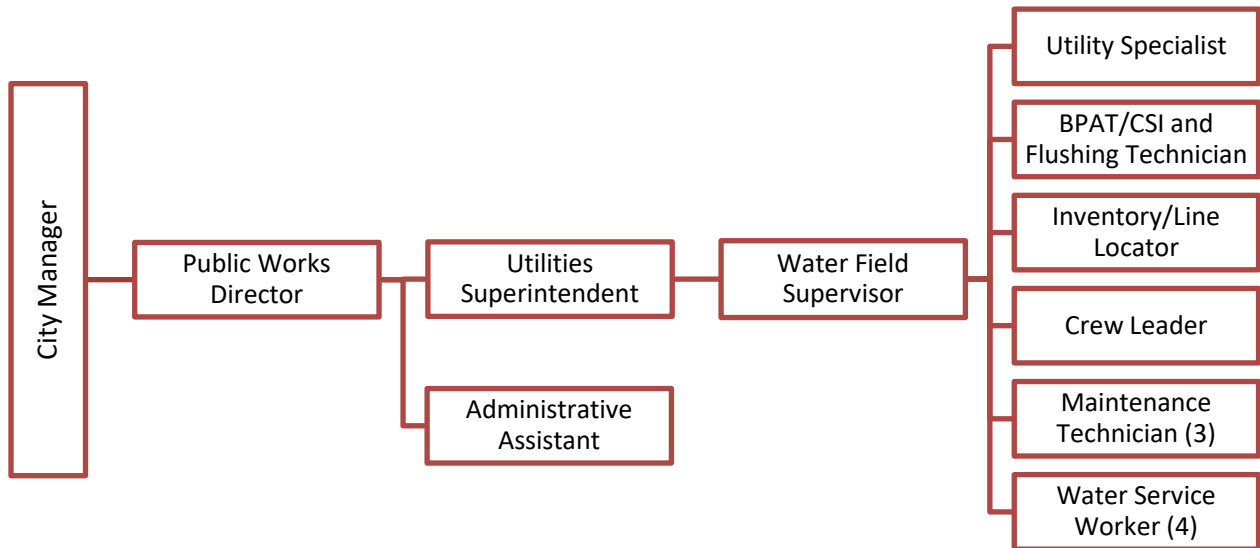 City Manager
Public Works
Director
Utilities
Superintendent
Administrative
Assistant
Water Field
Supervisor
Utility Specialist
BPAT/CSI and
Flushing Technician
Inventory/Line
Locator
Crew Leader
Maintenance
Technician (3)
Water Service
Worker (4)